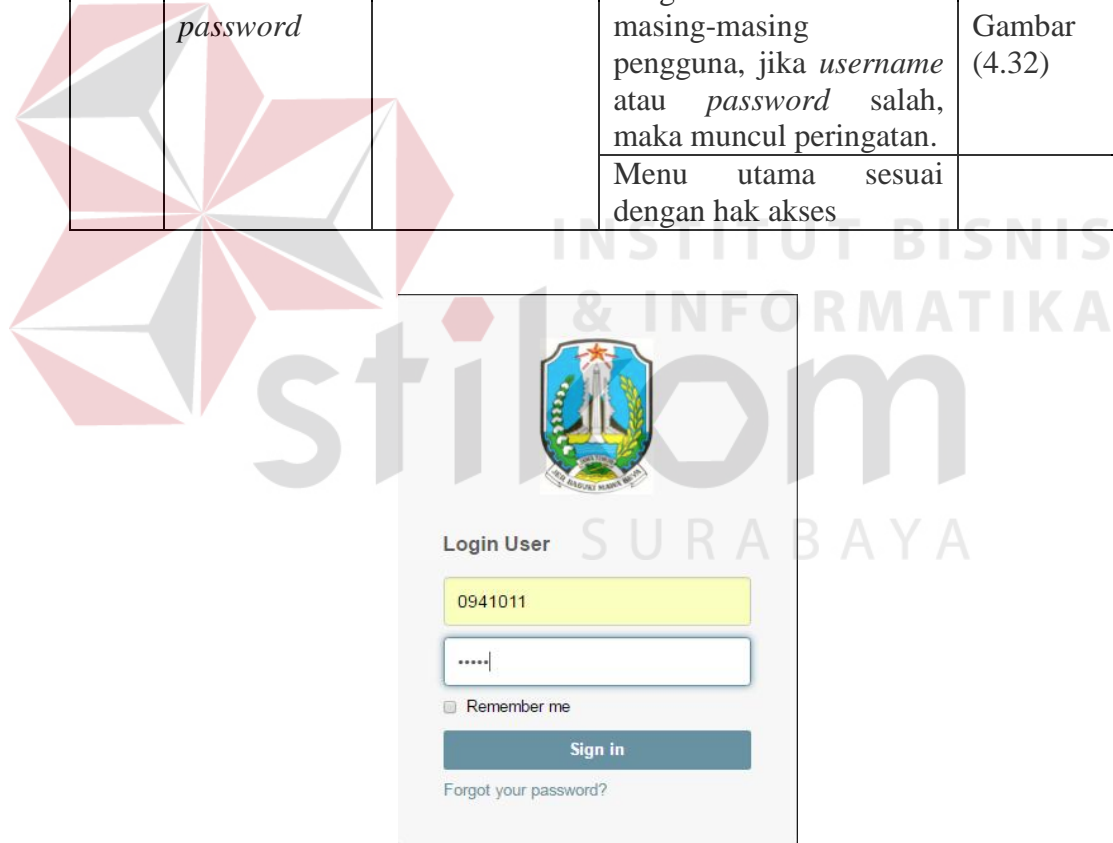 password
masing-masing
pengguna, jika username
atau password salah,
maka muncul peringatan.
Gambar
(4.32)
Menu utama sesuai
dengan hak akses
INSTITUT BISNIS
& INFORMATIKA
stikom
SURABAYA
Login User
0941011
•••••
Remember me
Sign in
Forgot your password?